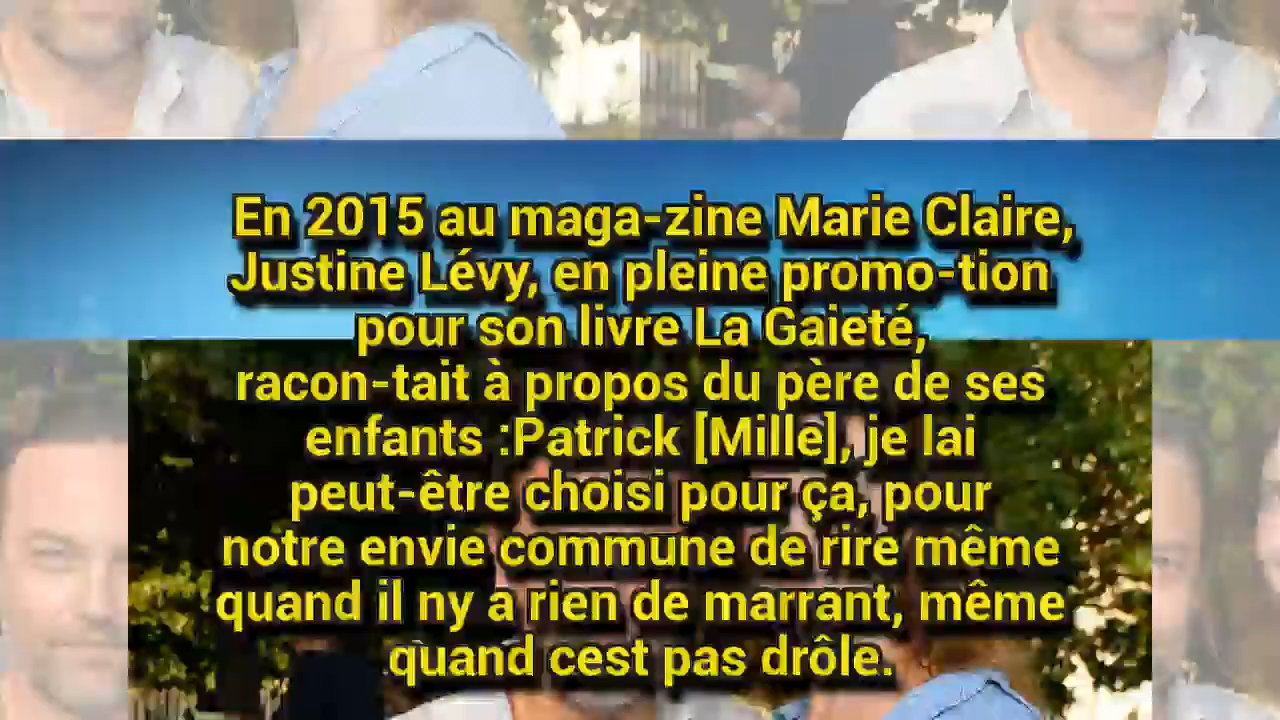 En 2015 au maga-zine Marie Claire,
Justine Lévy, en pleine promo-tion
pour son livre La Gaieté,
racon-tait à propos du père de ses
enfants :Patrick [Mille], je lai
peut-être choisi pour ça, pour
notre envie commune de rire même
quand il ny a rien de marrant, même
quand cest pas drôle.